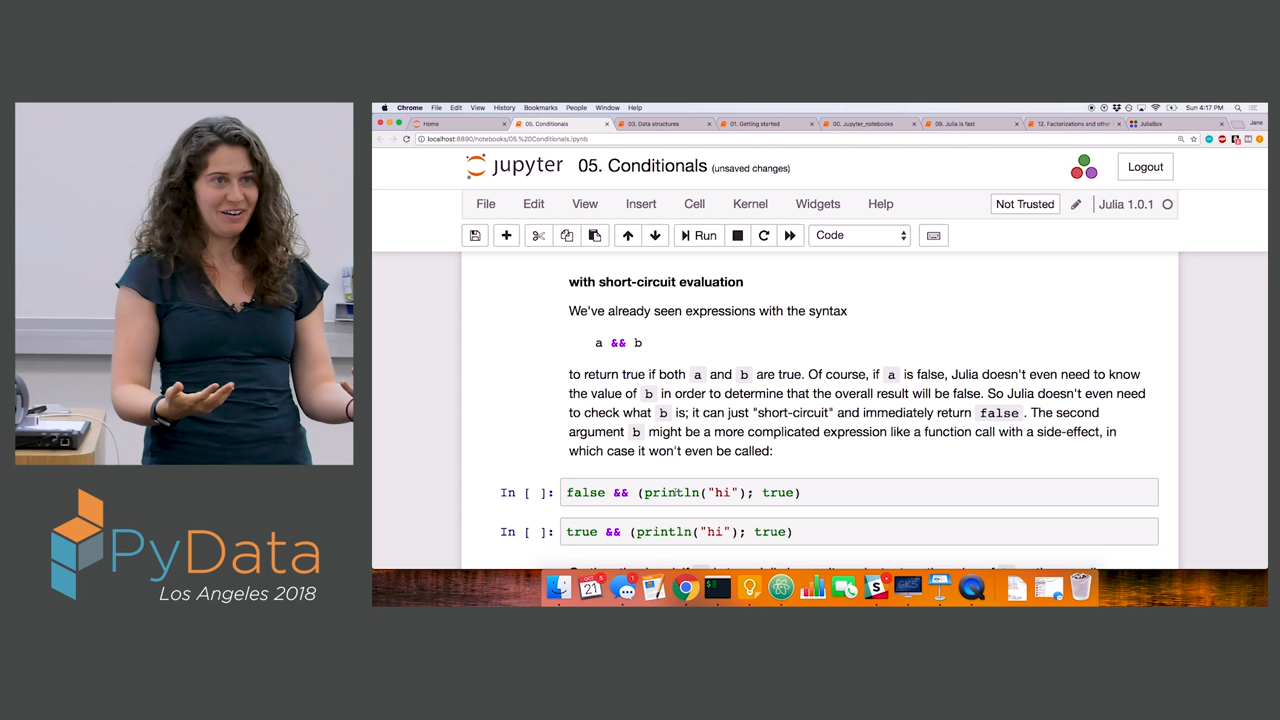 Chrome File Edit View History Bookmarks People Window Help Sun 4:17 PM
Home 05. Conditionals 03. Data structures 01. Getting started 00. Jupyter_notebooks 09. Julia is fast 12. Factorizations and other JuliaBox Jane
localhost:8890/notebooks/05.%20Conditionals.ipynb
jupyter 05. Conditionals (unsaved changes) Logout
File Edit View Insert Cell Kernel Widgets Help Not Trusted Julia 1.0.1
Run Code
with short-circuit evaluation
We've already seen expressions with the syntax
a && b
to return true if both a and b are true. Of course, if a is false, Julia doesn't even need to know
the value of b in order to determine that the overall result will be false. So Julia doesn't even need
to check what b is; it can just "short-circuit" and immediately return false . The second
argument b might be a more complicated expression like a function call with a side-effect, in
which case it won't even be called:
In [ ]: false && (println("hi"); true)
In [ ]: true && (println("hi"); true)
OCT
21
GKS
PyData
Los Angeles 2018